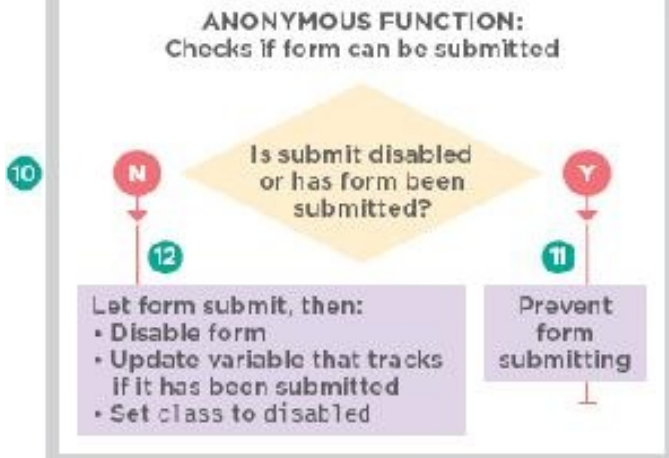 ANONYMOUS FUNCTION:
Checks if form can be submitted
10
N
Is submit disabled
or has form been
submitted?
Y
12
11
Let form submit, then:
• Disable form
• Update variable that tracks
if it has been submitted
• Set class to disabled
Prevent
form
submitting